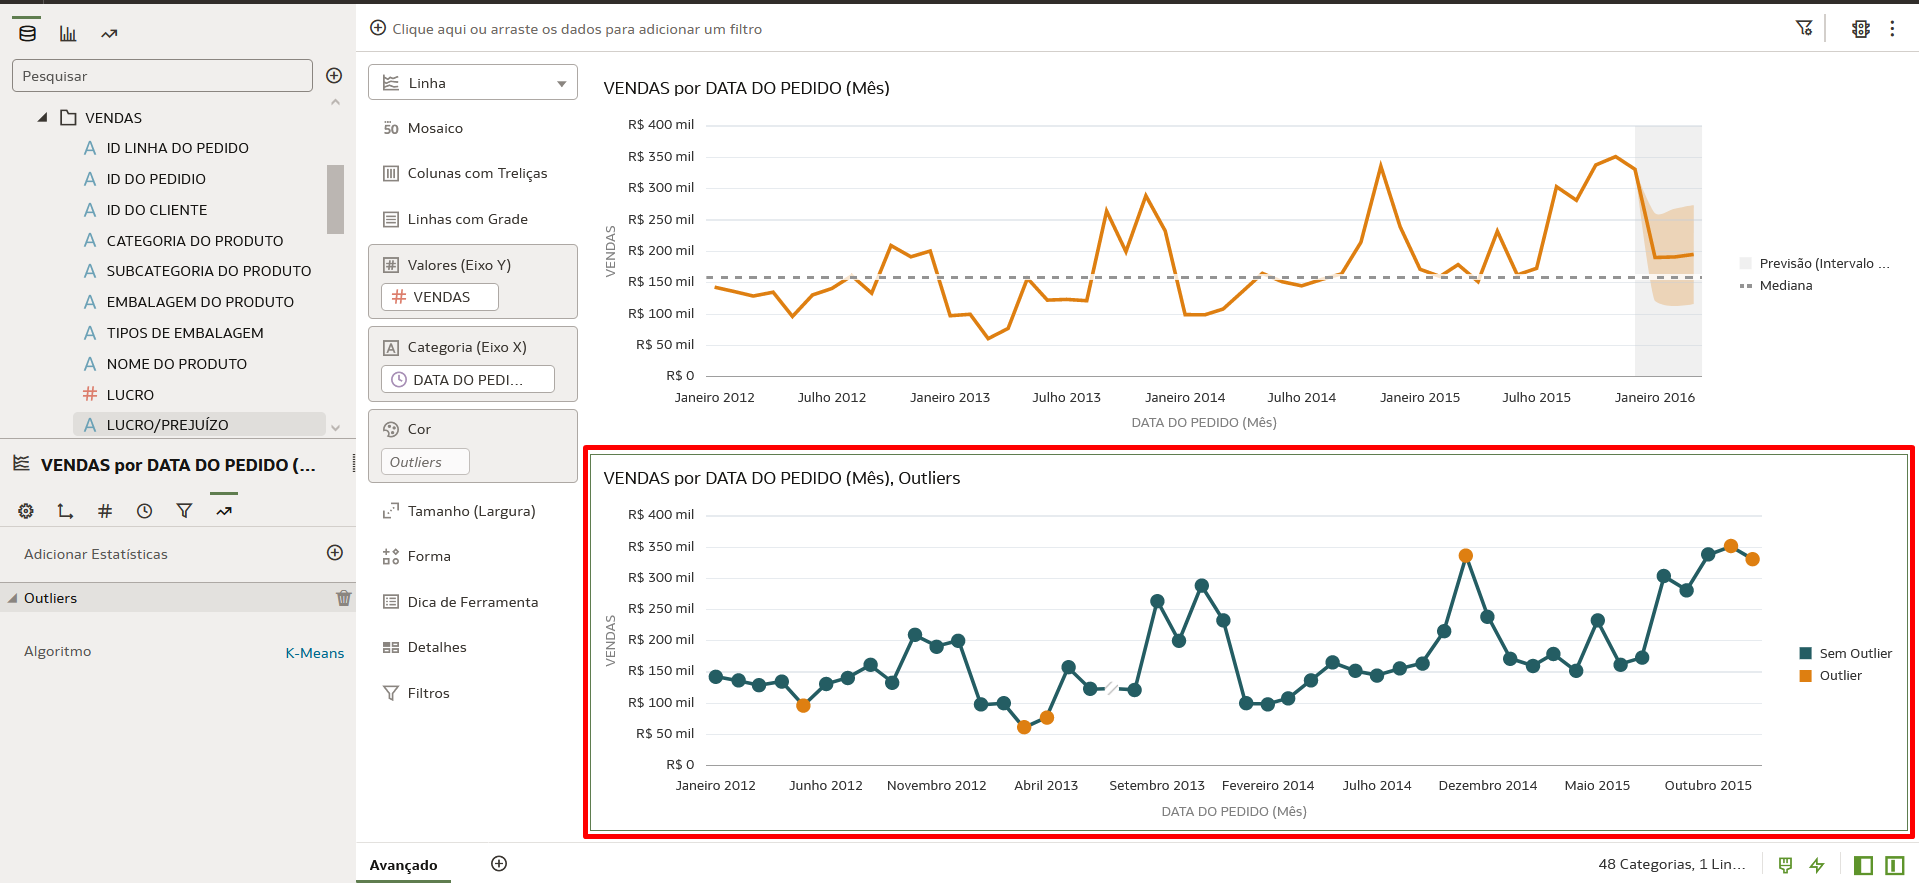 Clique aqui ou arraste os dados para adicionar um filtro
Pesquisar
VENDAS
ID LINHA DO PEDIDO
ID DO PEDIDIO
ID DO CLIENTE
CATEGORIA DO PRODUTO
SUBCATEGORIA DO PRODUTO
EMBALAGEM DO PRODUTO
TIPOS DE EMBALAGEM
NOME DO PRODUTO
LUCRO
LUCRO/PREJUÍZO
VENDAS por DATA DO PEDIDO (...
Adicionar Estatísticas
Outliers
Algoritmo K-Means
Linha
Mosaico
Colunas com Treliças
Linhas com Grade
Valores (Eixo Y)
VENDAS
Categoria (Eixo X)
DATA DO PEDI...
Cor
Outliers
Tamanho (Largura)
Forma
Dica de Ferramenta
Detalhes
Filtros
VENDAS por DATA DO PEDIDO (Mês)
R$ 400 mil
R$ 350 mil
R$ 300 mil
R$ 250 mil
R$ 200 mil
R$ 150 mil
R$ 100 mil
R$ 50 mil
R$ 0
VENDAS
Janeiro 2012 Julho 2012 Janeiro 2013 Julho 2013 Janeiro 2014 Julho 2014 Janeiro 2015 Julho 2015 Janeiro 2016
DATA DO PEDIDO (Mês)
Previsão (Intervalo ...
Mediana
VENDAS por DATA DO PEDIDO (Mês), Outliers
R$ 400 mil
R$ 350 mil
R$ 300 mil
R$ 250 mil
R$ 200 mil
R$ 150 mil
R$ 100 mil
R$ 50 mil
R$ 0
VENDAS
Janeiro 2012 Junho 2012 Novembro 2012 Abril 2013 Setembro 2013 Fevereiro 2014 Julho 2014 Dezembro 2014 Maio 2015 Outubro 2015
DATA DO PEDIDO (Mês)
Sem Outlier
Outlier
Avançado
48 Categorias, 1 Lin...